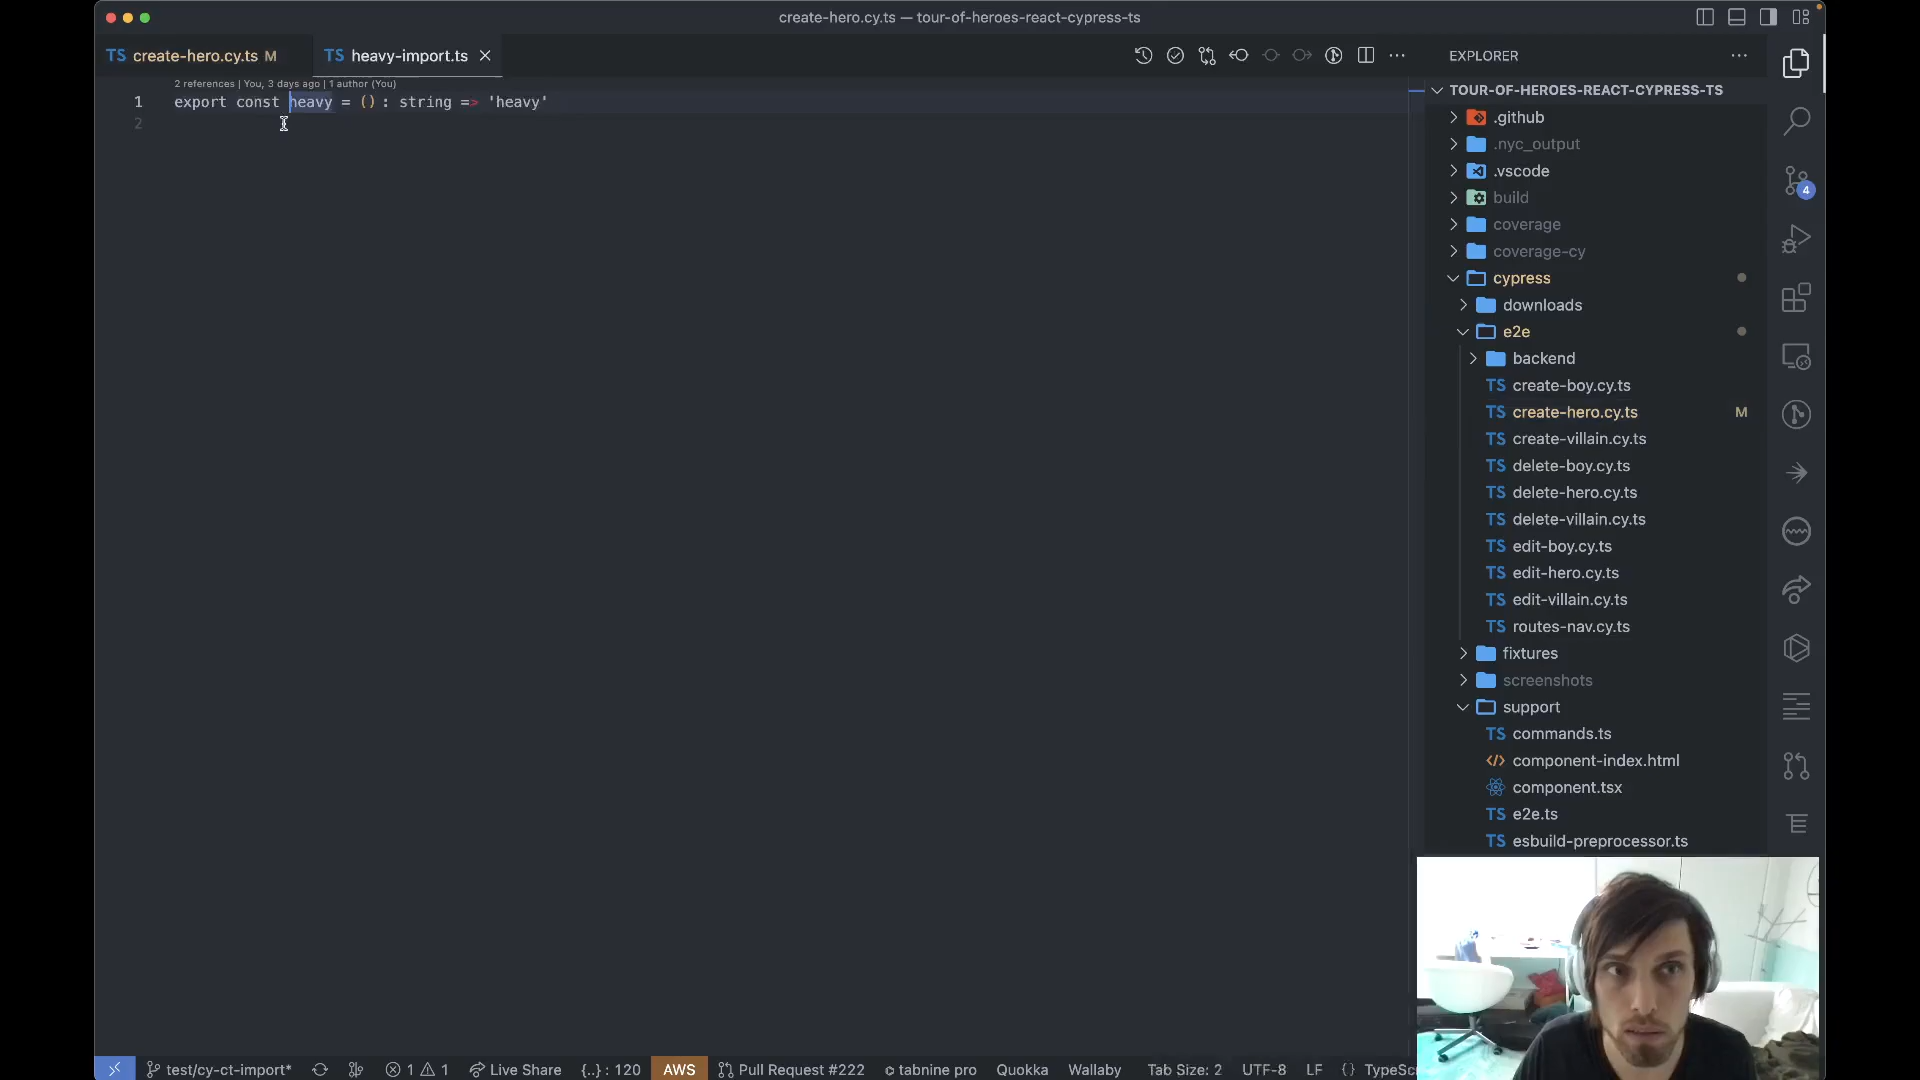 create-hero.cy.ts — tour-of-heroes-react-cypress-ts
TS create-hero.cy.ts M
TS heavy-import.ts
EXPLORER
2 references | You, 3 days ago | 1 author (You)
1 export const heavy = () : string => 'heavy'
2
TOUR-OF-HEROES-REACT-CYPRESS-TS
.github
.nyc_output
.vscode
build
coverage
coverage-cy
cypress
downloads
e2e
backend
TS create-boy.cy.ts
TS create-hero.cy.ts M
TS create-villain.cy.ts
TS delete-boy.cy.ts
TS delete-hero.cy.ts
TS delete-villain.cy.ts
TS edit-boy.cy.ts
TS edit-hero.cy.ts
TS edit-villain.cy.ts
TS routes-nav.cy.ts
fixtures
screenshots
support
TS commands.ts
component-index.html
component.tsx
TS e2e.ts
TS esbuild-preprocessor.ts
4
test/cy-ct-import* 1 1 Live Share {..} : 120 AWS Pull Request #222 tabnine pro Quokka Wallaby Tab Size: 2 UTF-8 LF {} TypeSc